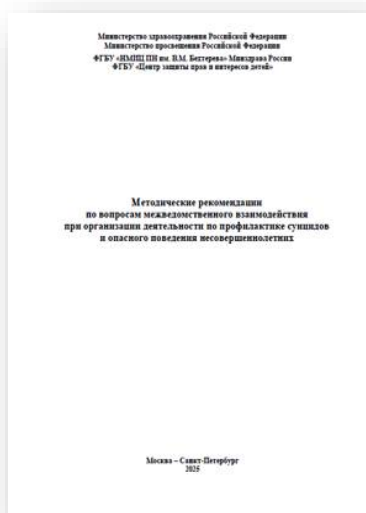 Министерство здравоохранения Российской Федерации
Министерство просвещения Российской Федерации
ФГБУ «НМИЦ ПН им. В.М. Бехтерева» Минздрава России
ФГБУ «Центр защиты прав и интересов детей»
Методические рекомендации
по вопросам межведомственного взаимодействия
при организации деятельности по профилактике суицидов
и опасного поведения несовершеннолетних
Москва – Санкт-Петербург
2025